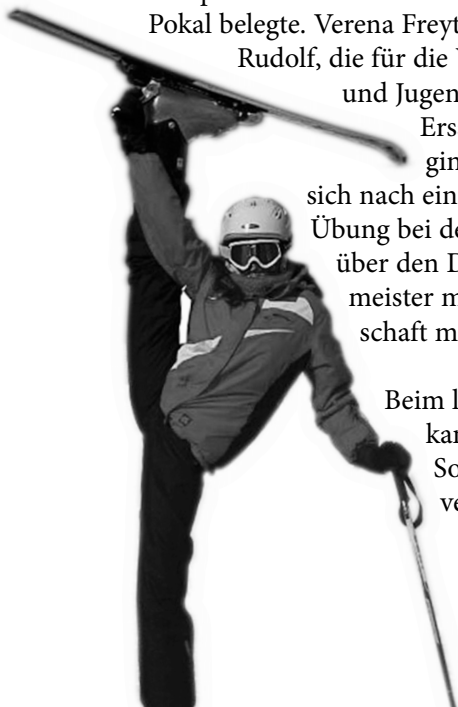 Pokal belegte. Verena Freyt
Rudolf, die für die
und Jugen
Ers
gin
sich nach ein
Übung bei de
über den D
meister m
schaft m
Beim l
kan
So
ve